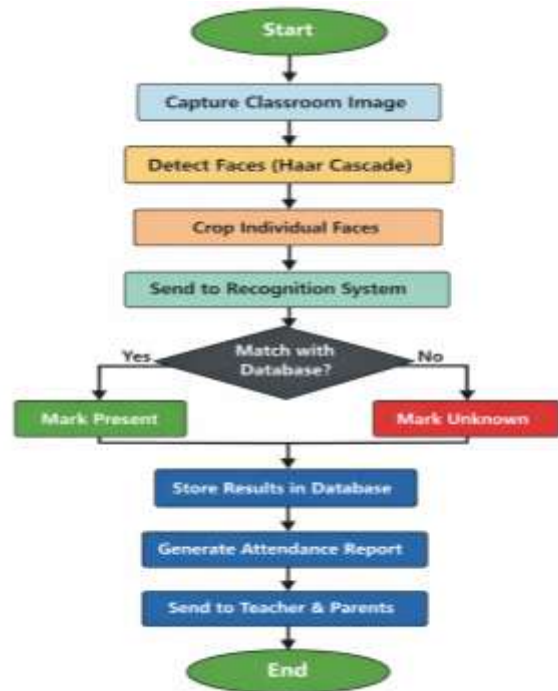 Start
Capture Classroom Image
Detect Faces (Haar Cascade)
Crop Individual Faces
Send to Recognition System
Match with
Database?
Yes
No
Mark Present
Mark Unknown
Store Results in Database
Generate Attendance Report
Send to Teacher & Parents
End